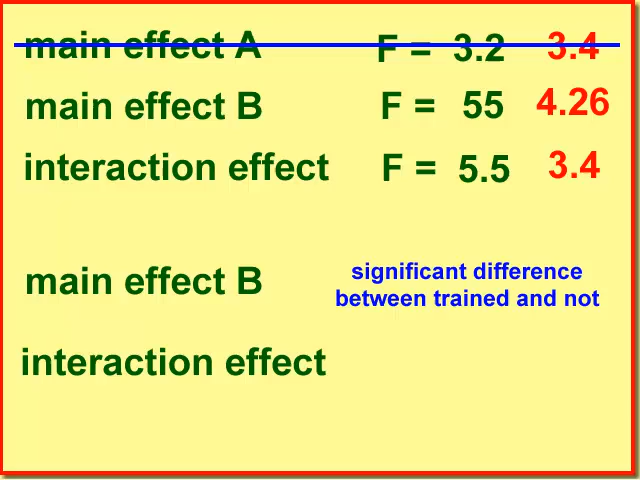 main effect A F = 3.2 3.4
main effect B F = 55 4.26
interaction effect F = 5.5 3.4
main effect B significant difference
between trained and not
interaction effect